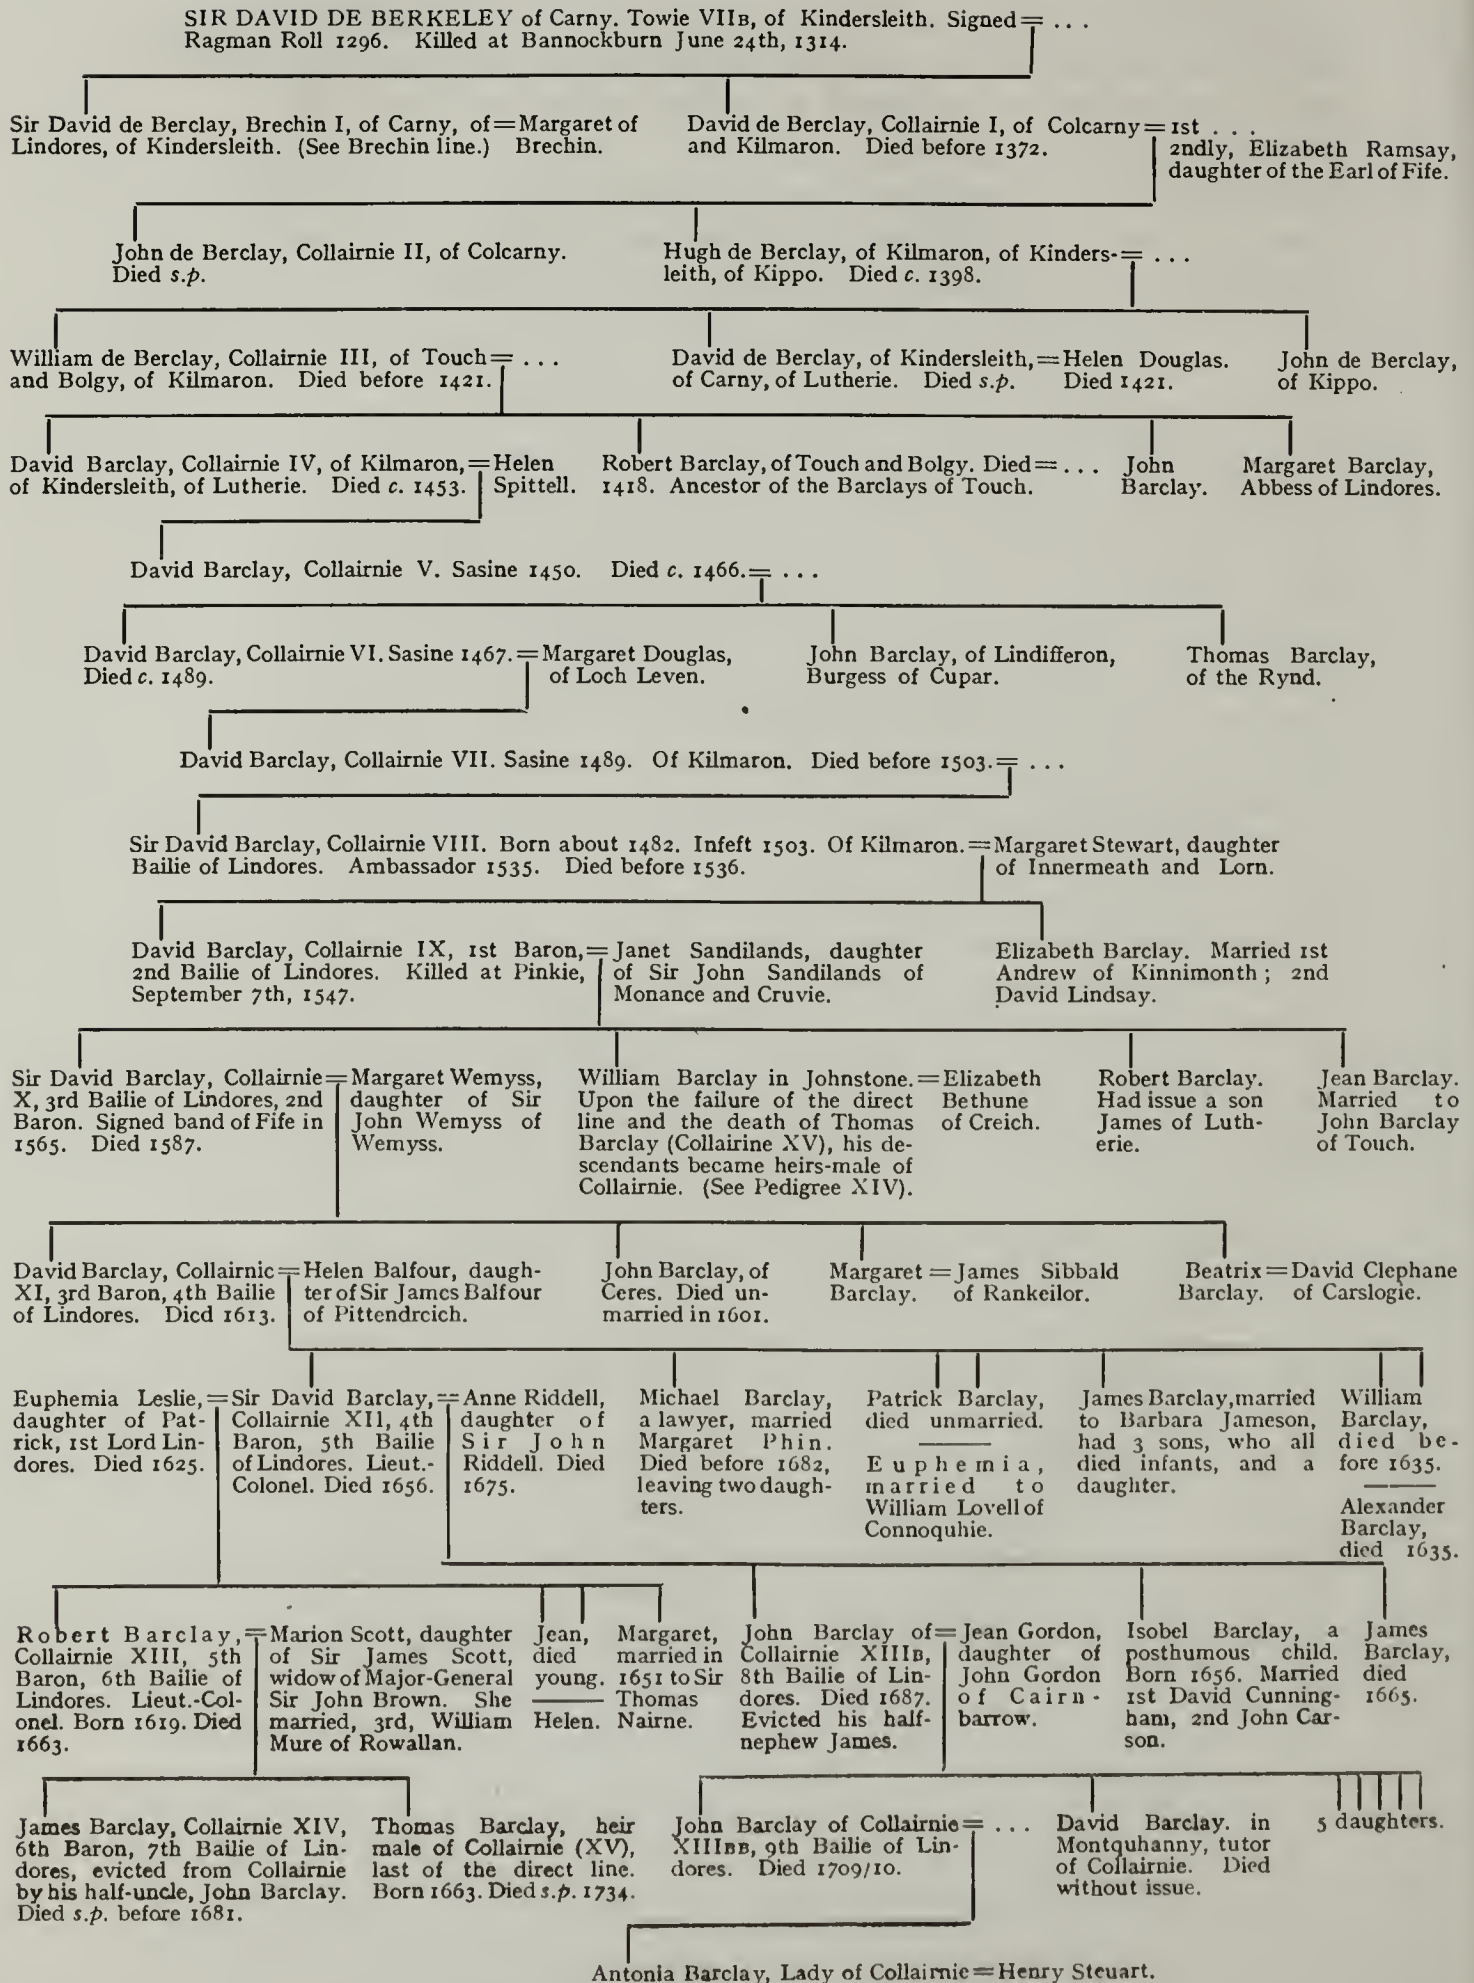 SIR DAVID DE BERKELEY of Carny. Towie VIIB, of Kindersleith. Signed = ...
Ragman Roll 1296. Killed at Bannockburn June 24th, 1314.
Sir David de Berclay, Brechin I, of Carny, of = Margaret of
Lindores, of Kindersleith. (See Brechin line.) Brechin.
David de Berclay, Collairnie I, of Colcarny = 1st ...
and Kilmaron. Died before 1372. 2ndly, Elizabeth Ramsay,
daughter of the Earl of Fife.
John de Berclay, Collairnie II, of Colcarny.
Died s.p.
Hugh de Berclay, of Kilmaron, of Kinders- = ...
leith, of Kippo. Died c. 1398.
William de Berclay, Collairnie III, of Touch = ...
and Bolgy, of Kilmaron. Died before 1421.
David de Berclay, of Kindersleith, = Helen Douglas.
of Carny, of Lutherie. Died s.p. Died 1421.
John de Berclay,
of Kippo.
David Barclay, Collairnie IV, of Kilmaron, = Helen
of Kindersleith, of Lutherie. Died c. 1453. Spittell.
Robert Barclay, of Touch and Bolgy. Died = ...
1418. Ancestor of the Barclays of Touch.
John
Barclay.
Margaret Barclay,
Abbess of Lindores.
David Barclay, Collairnie V. Sasine 1450. Died c. 1466. = ...
David Barclay, Collairnie VI. Sasine 1467. = Margaret Douglas,
Died c. 1489. of Loch Leven.
John Barclay, of Lindifferon,
Burgess of Cupar.
Thomas Barclay,
of the Rynd.
David Barclay, Collairnie VII. Sasine 1489. Of Kilmaron. Died before 1503. = ...
Sir David Barclay, Collairnie VIII. Born about 1482. Infeft 1503. Of Kilmaron. = Margaret Stewart, daughter
Bailie of Lindores. Ambassador 1535. Died before 1536. of Innermeath and Lorn.
David Barclay, Collairnie IX, 1st Baron, = Janet Sandilands, daughter
2nd Bailie of Lindores. Killed at Pinkie, of Sir John Sandilands of
September 7th, 1547. Monance and Cruvie.
Elizabeth Barclay. Married 1st
Andrew of Kinnimonth; 2nd
David Lindsay.
Sir David Barclay, Collairnie = Margaret Wemyss,
X, 3rd Bailie of Lindores, 2nd daughter of Sir
Baron. Signed band of Fife in John Wemyss of
1565. Died 1587. Wemyss.
William Barclay in Johnstone. = Elizabeth
Upon the failure of the direct Bethune
line and the death of Thomas of Creich.
Barclay (Collairine XV), his de-
scendants became heirs-male of
Collairnie. (See Pedigree XIV).
Robert Barclay.
Had issue a son
James of Luth-
erie.
Jean Barclay.
Married to
John Barclay
of Touch.
David Barclay, Collairnie = Helen Balfour, daugh-
XI, 3rd Baron, 4th Bailie ter of Sir James Balfour
of Lindores. Died 1613. of Pittendreich.
John Barclay, of
Ceres. Died un-
married in 1601.
Margaret = James Sibbald
Barclay. of Rankeilor.
Beatrix = David Clephane
Barclay. of Carslogie.
Euphemia Leslie, = Sir David Barclay, = Anne Riddell,
daughter of Pat- Collairnie XII, 4th daughter of
rick, 1st Lord Lin- Baron, 5th Bailie Sir John
dores. Died 1625. of Lindores. Lieut.- Riddell. Died
Colonel. Died 1656. 1675.
Michael Barclay,
a lawyer, married
Margaret Phin.
Died before 1682,
leaving two daugh-
ters.
Patrick Barclay,
died unmarried.
Euphemia,
married to
William Lovell of
Connoquhie.
James Barclay, married
to Barbara Jameson,
had 3 sons, who all
died infants, and a
daughter.
William
Barclay,
died be-
fore 1635.
Alexander
Barclay,
died 1635.
Robert Barclay, = Marion Scott, daughter
Collairnie XIII, 5th of Sir James Scott,
Baron, 6th Bailie of widow of Major-General
Lindores. Lieut.-Col- Sir John Brown. She
onel. Born 1619. Died married, 3rd, William
1663. Mure of Rowallan.
Jean,
died
young.
Helen.
Margaret,
married in
1651 to Sir
Thomas
Nairne.
John Barclay of = Jean Gordon,
Collairnie XIIIB, daughter of
8th Bailie of Lin- John Gordon
dores. Died 1687. of Cairn-
Evicted his half- barrow.
nephew James.
Isobel Barclay, a
posthumous child.
Born 1656. Married
1st David Cunning-
ham, 2nd John Car-
son.
James
Barclay,
died
1665.
James Barclay, Collairnie XIV,
6th Baron, 7th Bailie of Lin-
dores, evicted from Collairnie
by his half-uncle, John Barclay.
Died s.p. before 1681.
Thomas Barclay, heir
male of Collairnie (XV),
last of the direct line.
Born 1663. Died s.p. 1734.
John Barclay of Collairnie = ...
XIIIBB, 9th Bailie of Lin-
dores. Died 1709/10.
David Barclay. in
Montquhanny, tutor
of Collairnie. Died
without issue.
5 daughters.
Antonia Barclay, Lady of Collairnie = Henry Steuart.